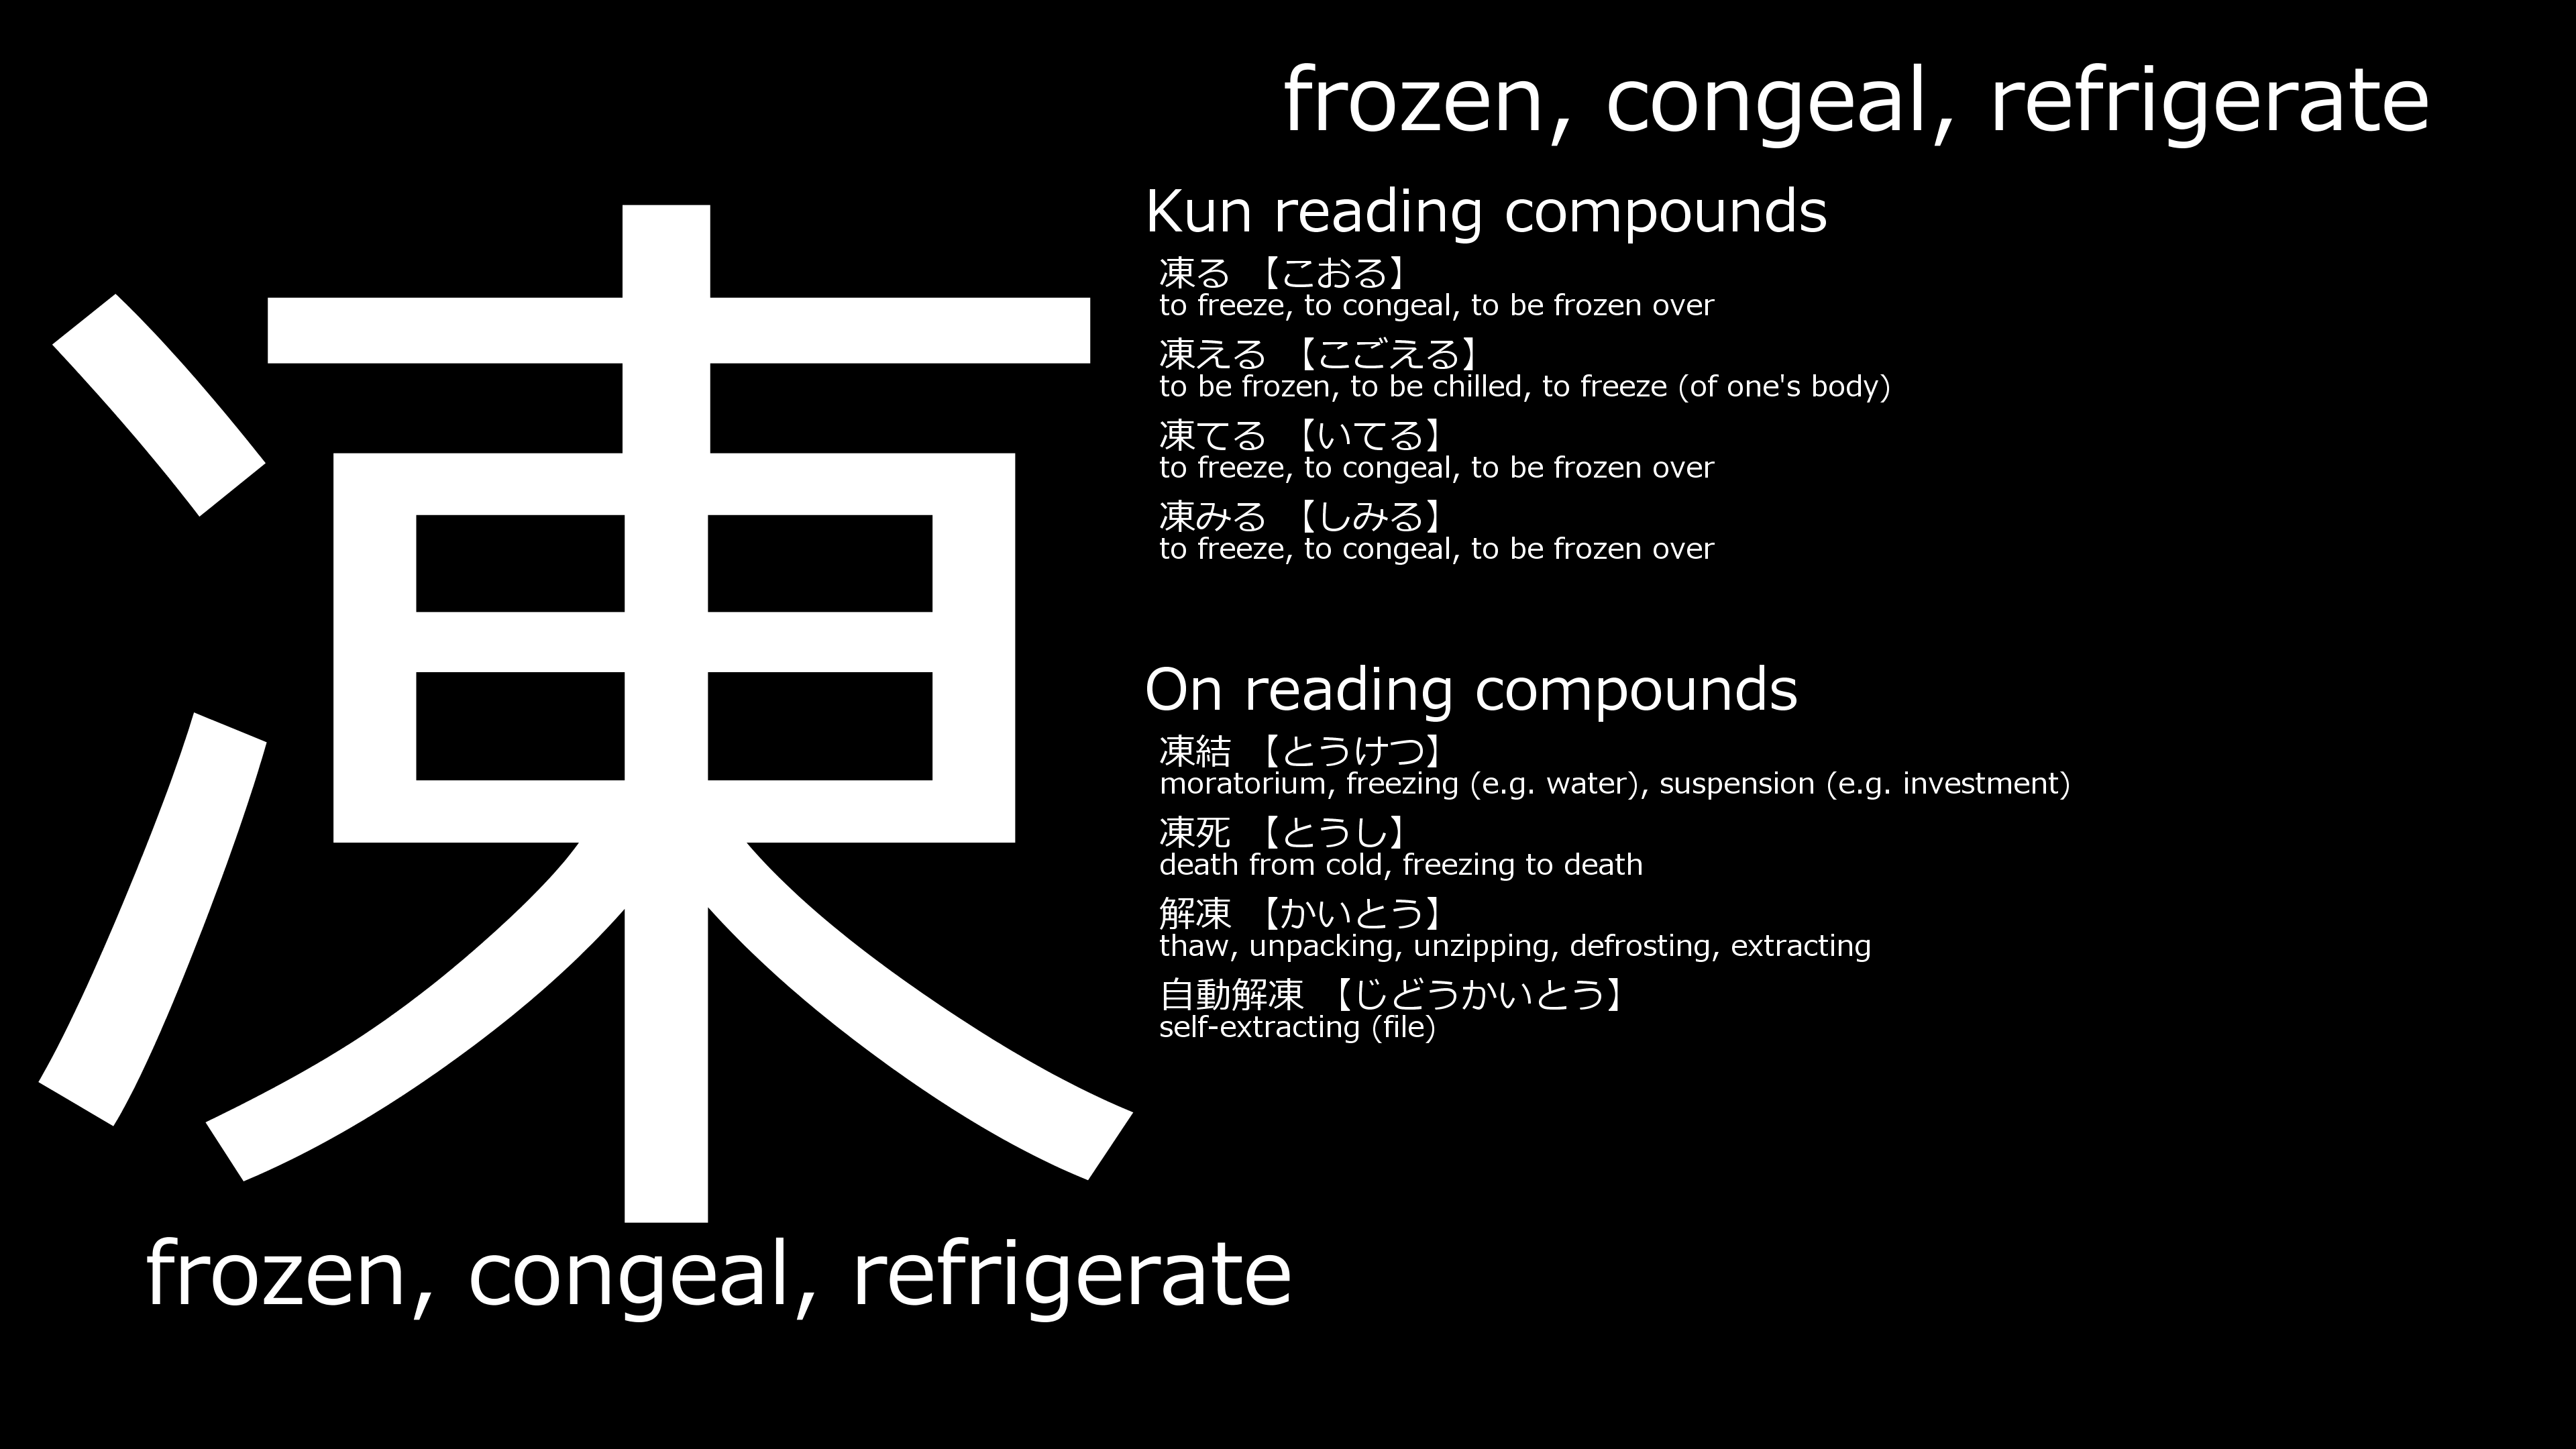 frozen, congeal, refrigerate
凍
frozen, congeal, refrigerate
Kun reading compounds
凍る 【こおる】
to freeze, to congeal, to be frozen over
凍える 【こごえる】
to be frozen, to be chilled, to freeze (of one's body)
凍てる 【いてる】
to freeze, to congeal, to be frozen over
凍みる 【しみる】
to freeze, to congeal, to be frozen over
On reading compounds
凍結 【とうけつ】
moratorium, freezing (e.g. water), suspension (e.g. investment)
凍死 【とうし】
death from cold, freezing to death
解凍 【かいとう】
thaw, unpacking, unzipping, defrosting, extracting
自動解凍 【じどうかいとう】
self-extracting (file)